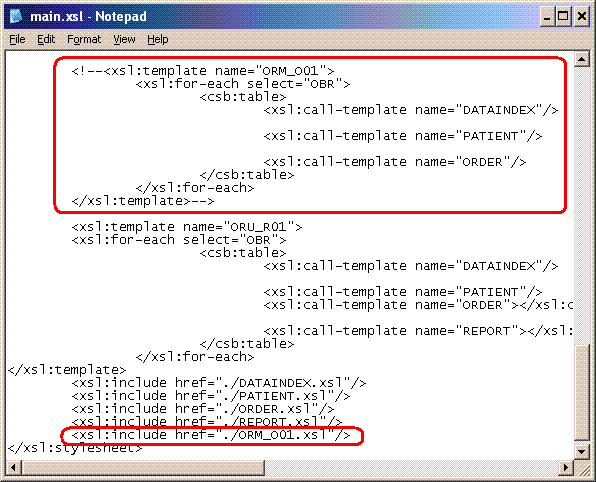 main.xsl - Notepad
File Edit Format View Help
<!--<xsl:template name="ORM_O01">
<xsl:for-each select="OBR">
<csb:table>
<xsl:call-template name="DATAINDEX"/>
<xsl:call-template name="PATIENT"/>
<xsl:call-template name="ORDER"/>
</csb:table>
</xsl:for-each>
</xsl:template>-->
<xsl:template name="ORU_R01">
<xsl:for-each select="OBR">
<csb:table>
<xsl:call-template name="DATAINDEX"/>
<xsl:call-template name="PATIENT"/>
<xsl:call-template name="ORDER"></xsl:c
<xsl:call-template name="REPORT"></xsl:
</csb:table>
</xsl:for-each>
</xsl:template>
<xsl:include href="./DATAINDEX.xsl"/>
<xsl:include href="./PATIENT.xsl"/>
<xsl:include href="./ORDER.xsl"/>
<xsl:include href="./REPORT.xsl"/>
<xsl:include href="./ORM_O01.xsl"/>
</xsl:stylesheet>